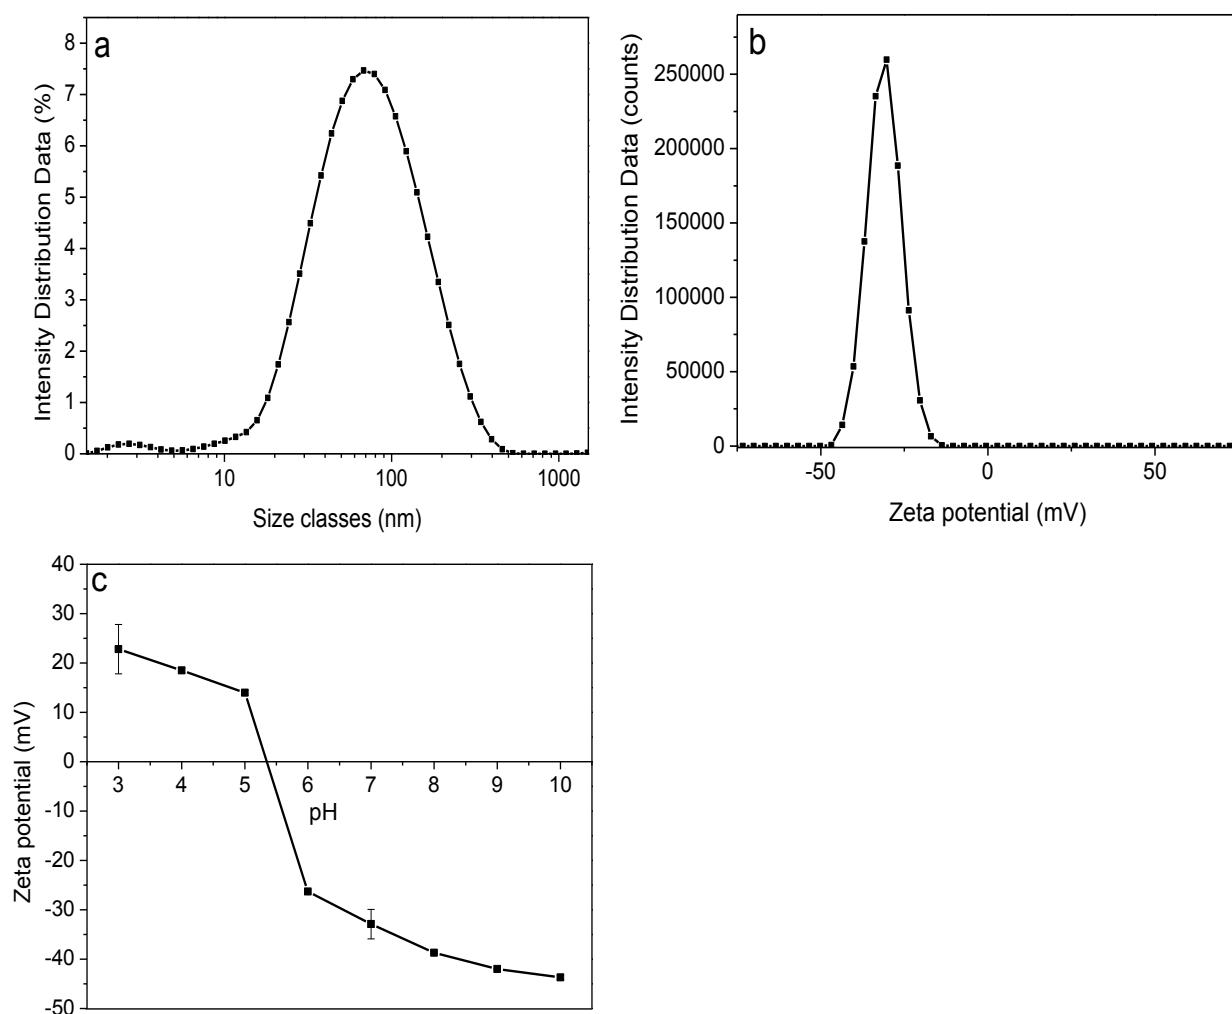 a
Intensity Distribution Data (%)
8
7
6
5
4
3
2
1
0
10 100 1000
Size classes (nm)
b
Intensity Distribution Data (counts)
250000
200000
150000
100000
50000
0
-50 0 50
Zeta potential (mV)
c
Zeta potential (mV)
40
30
20
10
0
-10
-20
-30
-40
-50
3 4 5 6 7 8 9 10
pH